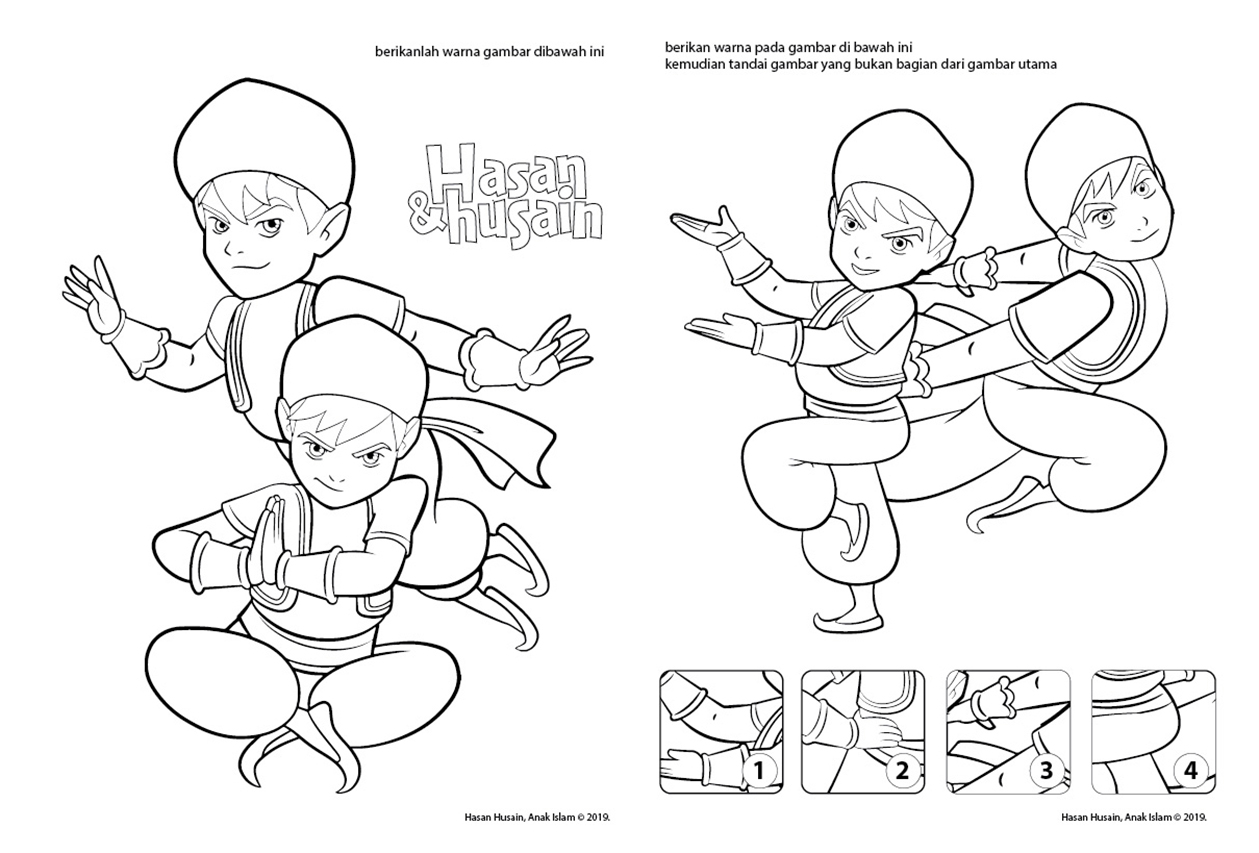 berikanlah warna gambar dibawah ini
Hasan
&husain
Hasan Husain, Anak Islam © 2019.
berikan warna pada gambar di bawah ini
kemudian tandai gambar yang bukan bagian dari gambar utama
1
2
3
4
Hasan Husain, Anak Islam © 2019.